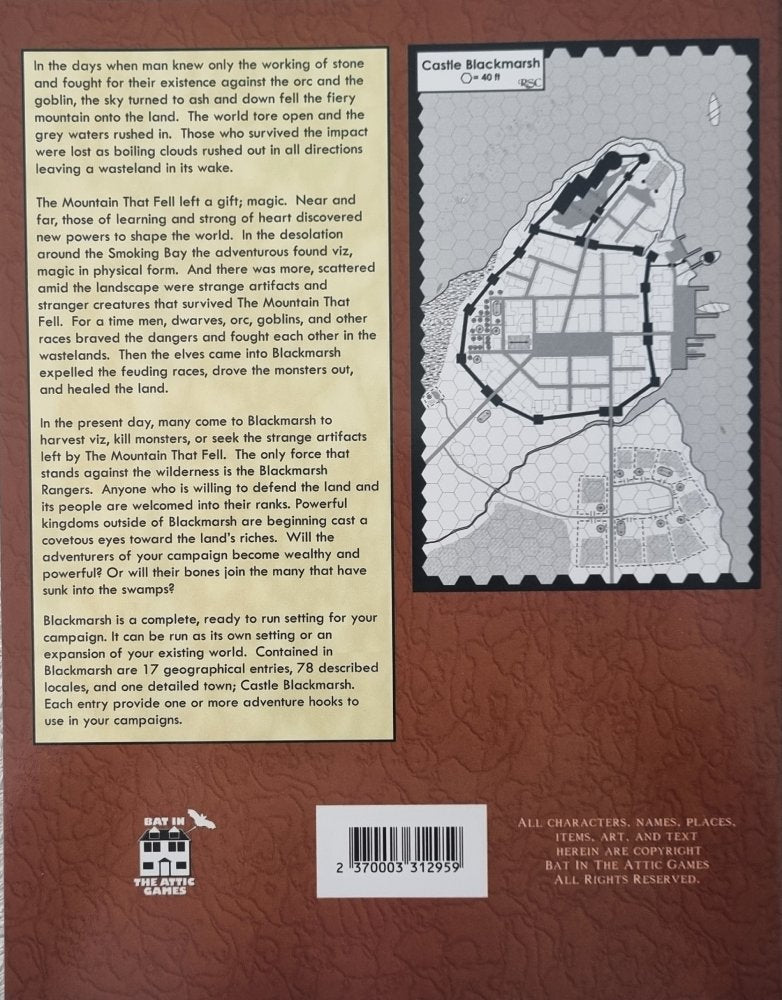 In the days when man knew only the working of stone
and fought for their existence against the orc and the
goblin, the sky turned to ash and down fell the fiery
mountain onto the land. The world tore open and the
grey waters rushed in. Those who survived the impact
were lost as boiling clouds rushed out in all directions
leaving a wasteland in its wake.
The Mountain That Fell left a gift; magic. Near and
far, those of learning and strong of heart discovered
new powers to shape the world. In the desolation
around the Smoking Bay the adventurous found viz,
magic in physical form. And there was more, scattered
amid the landscape were strange artifacts and
stranger creatures that survived The Mountain That
Fell. For a time men, dwarves, orc, goblins, and other
races braved the dangers and fought each other in the
wastelands. Then the elves came into Blackmarsh
expelled the feuding races, drove the monsters out,
and healed the land.
In the present day, many come to Blackmarsh to
harvest viz, kill monsters, or seek the strange artifacts
left by The Mountain That Fell. The only force that
stands against the wilderness is the Blackmarsh
Rangers. Anyone who is willing to defend the land and
its people are welcomed into their ranks. Powerful
kingdoms outside of Blackmarsh are beginning cast a
covetous eyes toward the land's riches. Will the
adventurers of your campaign become wealthy and
powerful? Or will their bones join the many that have
sunk into the swamps?
Blackmarsh is a complete, ready to run setting for your
campaign. It can be run as its own setting or an
expansion of your existing world. Contained in
Blackmarsh are 17 geographical entries, 78 described
locales, and one detailed town; Castle Blackmarsh.
Each entry provide one or more adventure hooks to
use in your campaigns.
Castle Blackmarsh
= 40 ft
RSC
BAT IN
THE ATTIC
GAMES
2 370003 312959
ALL CHARACTERS, NAMES, PLACES,
ITEMS, ART, AND TEXT
HEREIN ARE COPYRIGHT
BAT IN THE ATTIC GAMES
ALL RIGHTS RESERVED.